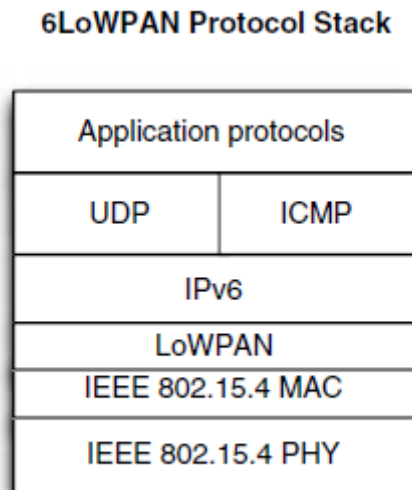 6LoWPAN Protocol Stack
Application protocols
UDP ICMP
IPv6
LoWPAN
IEEE 802.15.4 MAC
IEEE 802.15.4 PHY